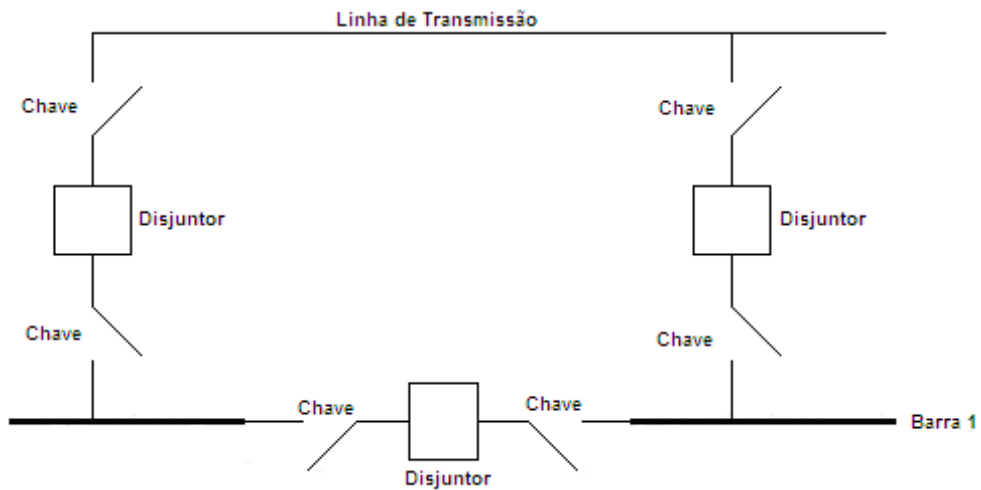 Linha de Transmissão
Chave
Chave
Disjuntor
Disjuntor
Chave
Chave
Chave
Chave
Barra 1
Disjuntor